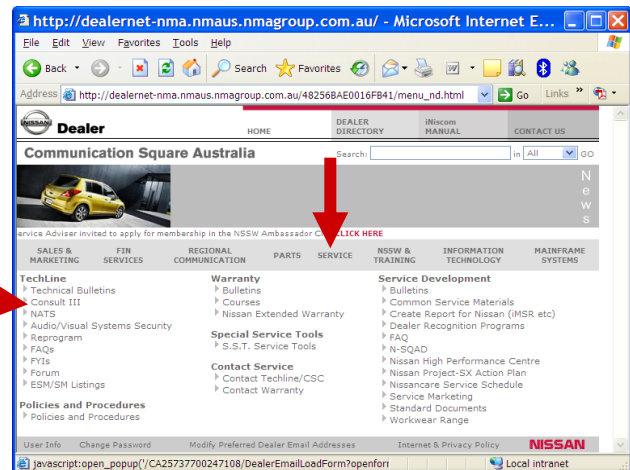 http://dealernet-nma.nmaus.nmagroup.com.au/ - Microsoft Internet E...
File Edit View Favorites Tools Help
Back Search Favorites
Address http://dealernet-nma.nmaus.nmagroup.com.au/48256BAE0016FB41/menu_nd.html Go Links »
NISSAN Dealer HOME DEALER DIRECTORY iNiscom MANUAL CONTACT US
Communication Square Australia Search: in All GO
News
ervice Adviser invited to apply for membership in the NSSW Ambassador CLICK HERE
SALES & MARKETING FIN SERVICES REGIONAL COMMUNICATION PARTS SERVICE NSSW & TRAINING INFORMATION TECHNOLOGY MAINFRAME SYSTEMS
TechLine
Technical Bulletins
Consult III
NATS
Audio/Visual Systems Security
Reprogram
FAQs
FYIs
Forum
ESM/SM Listings
Policies and Procedures
Policies and Procedures
Warranty
Bulletins
Courses
Nissan Extended Warranty
Special Service Tools
S.S.T. Service Tools
Contact Service
Contact Techline/CSC
Contact Warranty
Service Development
Bulletins
Common Service Materials
Create Report for Nissan (iMSR etc)
Dealer Recognition Programs
FAQ
N-SQAD
Nissan High Performance Centre
Nissan Project-SX Action Plan
Nissancare Service Schedule
Service Marketing
Standard Documents
Workwear Range
User Info Change Password Modify Preferred Dealer Email Addresses Internet & Privacy Policy NISSAN
javascript:open_popup('/CA25737700247108/DealerEmailLoadForm?openfor Local intranet